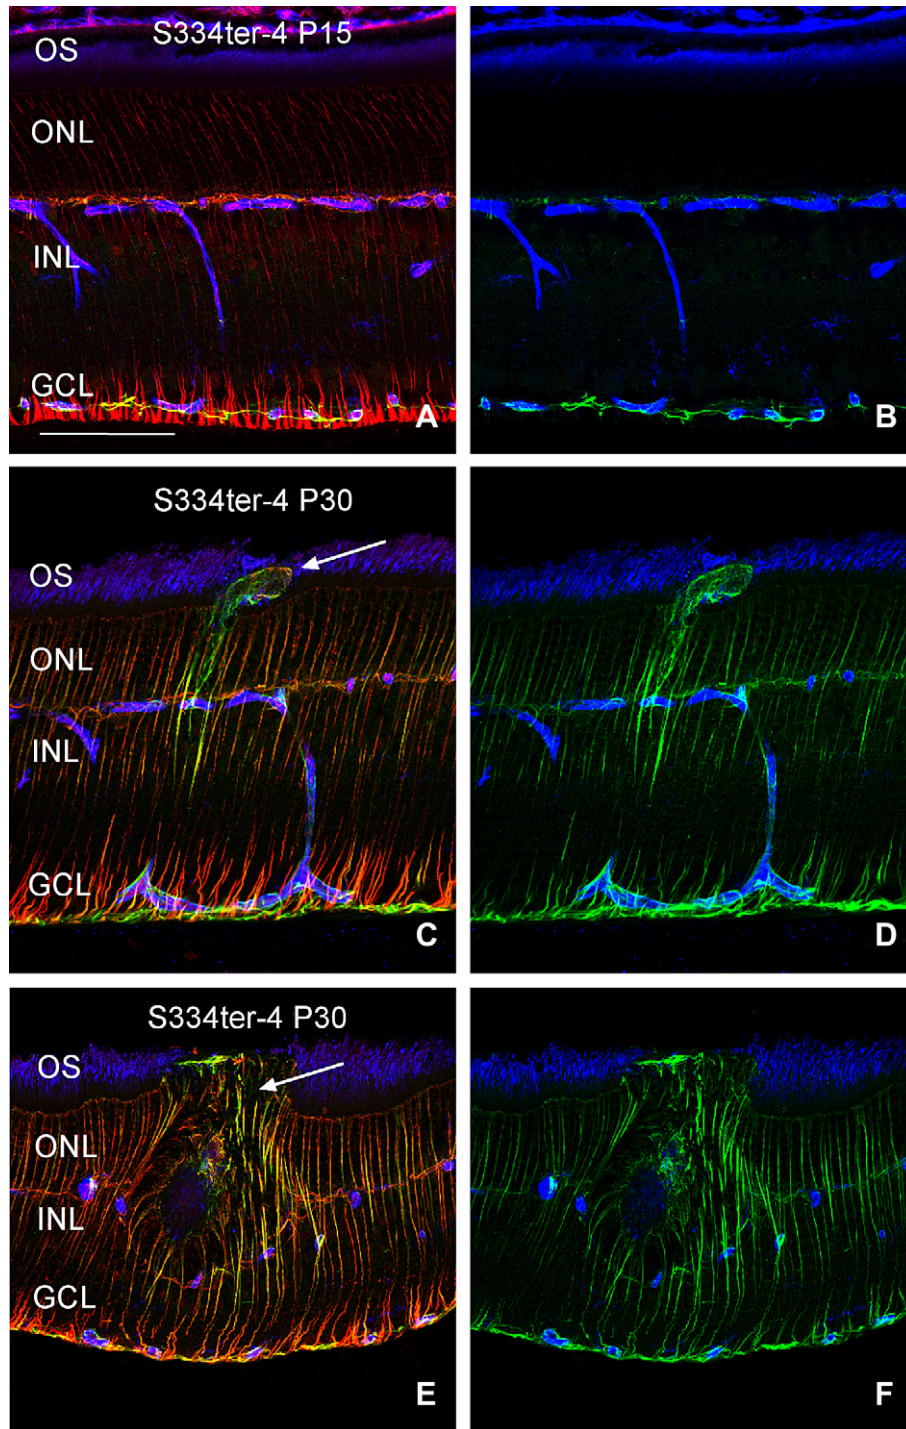 S334ter-4 P15
OS
ONL
INL
GCL
A
B
S334ter-4 P30
OS
ONL
INL
GCL
C
D
S334ter-4 P30
OS
ONL
INL
GCL
E
F